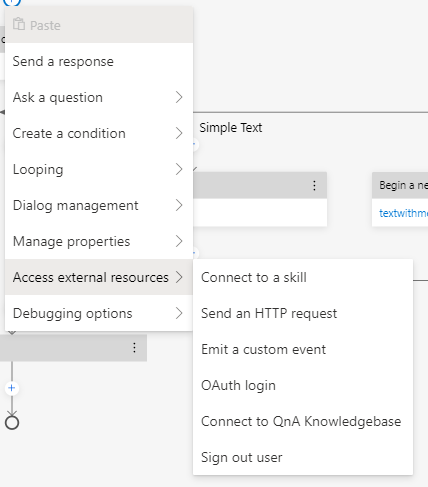 Paste
Send a response
Ask a question
Create a condition
Simple Text
Looping
Dialog management
Begin a ne
textwithme
Manage properties
Access external resources
Debugging options
Connect to a skill
Send an HTTP request
Emit a custom event
OAuth login
Connect to QnA Knowledgebase
Sign out user